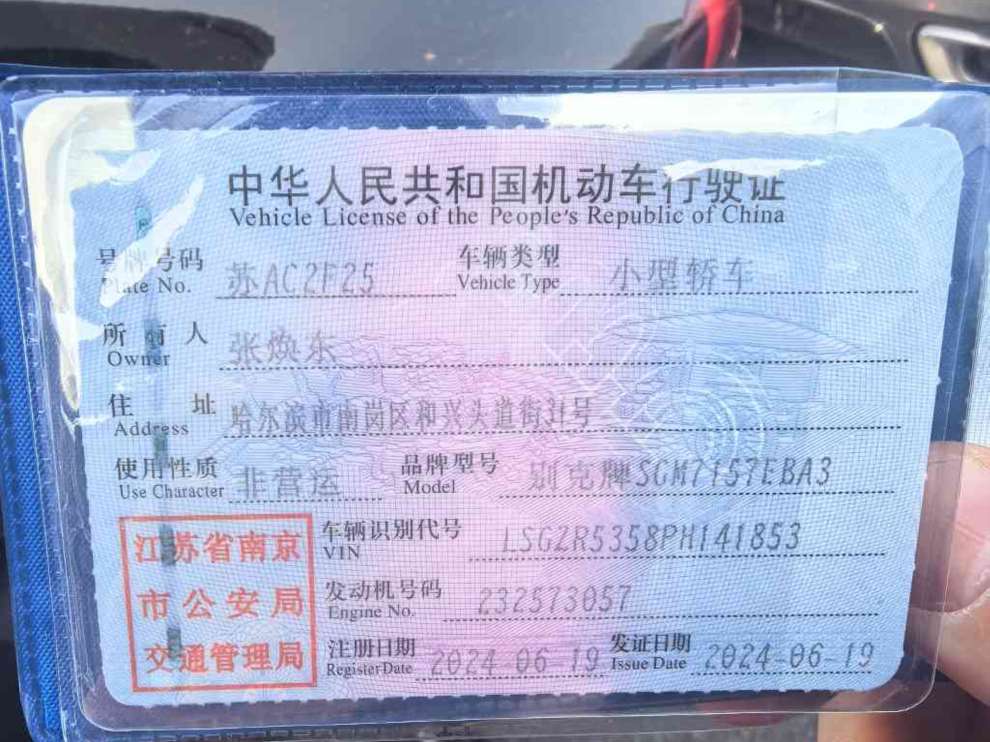 中华人民共和国机动车行驶证
Vehicle License of the People's Republic of China
号牌号码 苏AC2F25 车辆类型 小型轿车
Plate No. Vehicle Type
所有人 张焕东
Owner
住址 哈尔滨市南岗区和兴头道街31号
Address
使用性质 非营运 品牌型号 别克牌SGM7157EBA3
Use Character Model
江苏省南京 车辆识别代号 LSGZR5358PH141853
VIN
市公安局 发动机号码 232573057
Engine No.
交通管理局 注册日期 2024-06-19 发证日期 2024-06-19
Register Date Issue Date